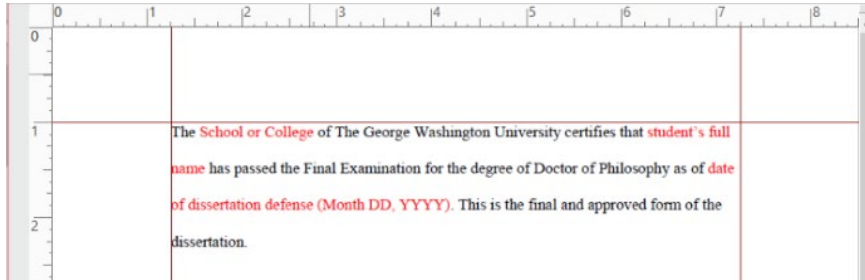 0 1 2 3 4 5 6 7 8
0
1
The School or College of The George Washington University certifies that student's full
name has passed the Final Examination for the degree of Doctor of Philosophy as of date
of dissertation defense (Month DD, YYYY). This is the final and approved form of the
2
dissertation.